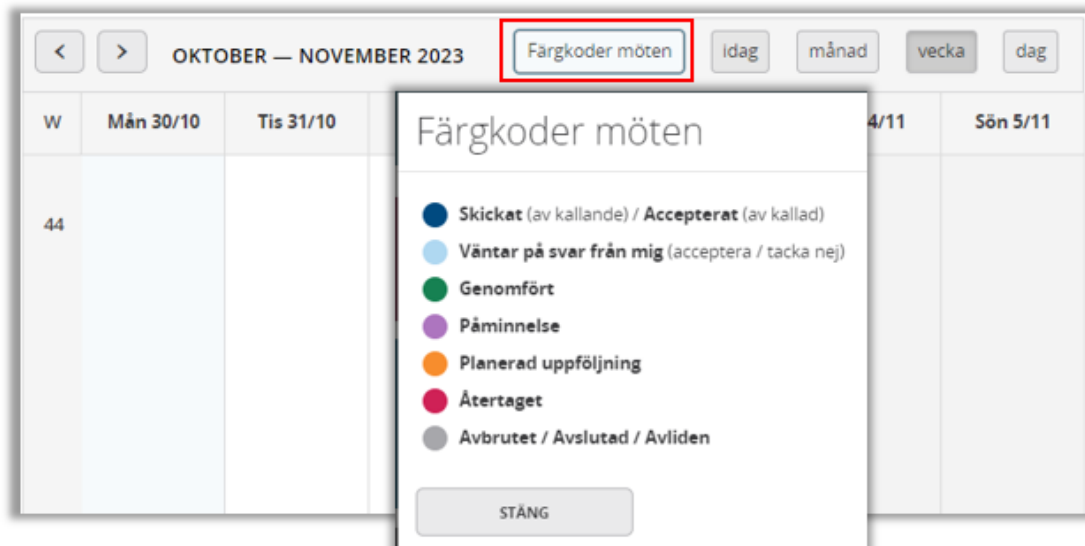 < > OKTOBER — NOVEMBER 2023 Färgkoder möten idag månad vecka dag
W Mån 30/10 Tis 31/10 4/11 Sön 5/11
Färgkoder möten
44
Skickat (av kallande) / Accepterat (av kallad)
Väntar på svar från mig (acceptera / tacka nej)
Genomfört
Påminnelse
Planerad uppföljning
Återtaget
Avbrutet / Avslutad / Avliden
STÄNG